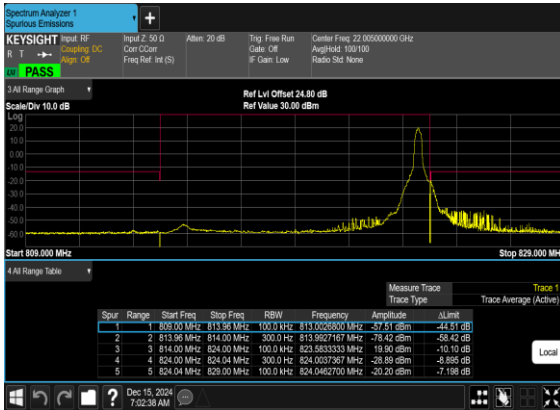 Spectrum Analyzer 1
Spurious Emissions
+
KEYSIGHT Input: RF Input Z: 50 Ω Atten: 20 dB Trig: Free Run Center Freq: 22.005000000 GHz
R T Coupling: DC Corr CCorr Gate: Off Avg|Hold: 100/100
Align: Off Freq Ref: Int (S) IF Gain: Low Radio Std: None
PASS
3 All Range Graph
Ref Lvl Offset 24.80 dB
Scale/Div 10.0 dB Ref Value 30.00 dBm
Log
20.0
10.0
0.00
-10.0
-20.0
-30.0
-40.0
-50.0
-60.0
Start 809.000 MHz Stop 829.000 MH
4 All Range Table
Measure Trace Trace 1
Trace Type Trace Average (Active)
Spur Range Start Freq Stop Freq RBW Frequency Amplitude ΔLimit
1 1 809.00 MHz 813.96 MHz 100.0 kHz 813.0026800 MHz -57.51 dBm -44.51 dB
2 2 813.96 MHz 814.00 MHz 300.0 Hz 813.9927167 MHz -78.42 dBm -58.42 dB
3 3 814.00 MHz 824.00 MHz 100.0 kHz 823.5833333 MHz 19.90 dBm -10.10 dB
4 4 824.00 MHz 824.04 MHz 300.0 Hz 824.0037367 MHz -28.89 dBm -8.895 dB
5 5 824.04 MHz 829.00 MHz 100.0 kHz 824.0462700 MHz -20.20 dBm -7.198 dB
Local
? Dec 15, 2024
7:02:38 AM